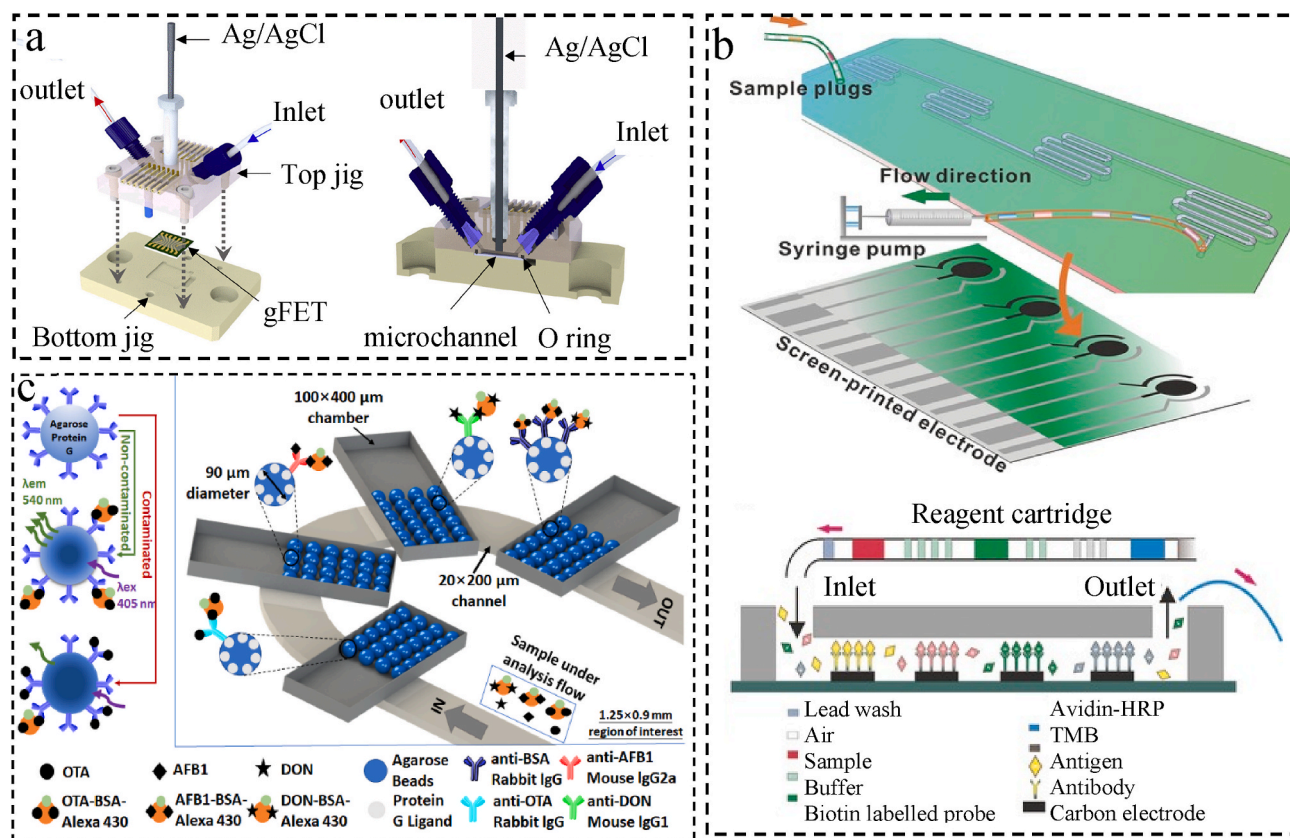 a
Ag/AgCl
outlet
Inlet
Top jig
gFET
Bottom jig
Ag/AgCl
outlet
Inlet
microchannel
O ring
b
Sample plugs
Flow direction
Syringe pump
Screen-printed electrode
Reagent cartridge
Inlet
Outlet
Lead wash
Air
Sample
Buffer
Biotin labelled probe
Avidin-HRP
TMB
Antigen
Antibody
Carbon electrode
c
Agarose
Protein
G
Non-contaminated
Contaminated
λem
540 nm
λex
405 nm
100×400 µm
chamber
90 µm
diameter
20×200 µm
channel
OUT
IN
Sample under
analysis flow
1.25×0.9 mm
region of interest
OTA
AFB1
DON
OTA-BSA-
Alexa 430
AFB1-BSA-
Alexa 430
DON-BSA-
Alexa 430
Agarose
Beads
Protein
G Ligand
anti-BSA
Rabbit IgG
anti-OTA
Rabbit IgG
anti-AFB1
Mouse IgG2a
anti-DON
Mouse IgG1